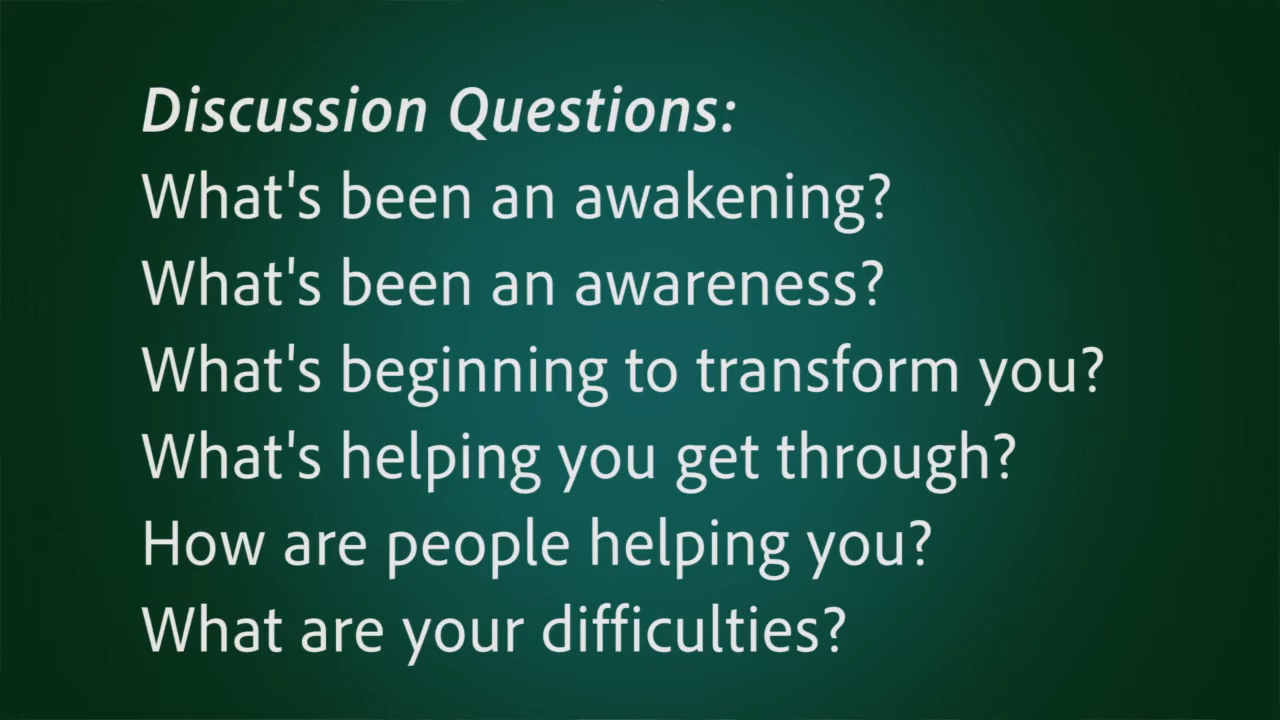 Discussion Questions:
What's been an awakening?
What's been an awareness?
What's beginning to transform you?
What's helping you get through?
How are people helping you?
What are your difficulties?